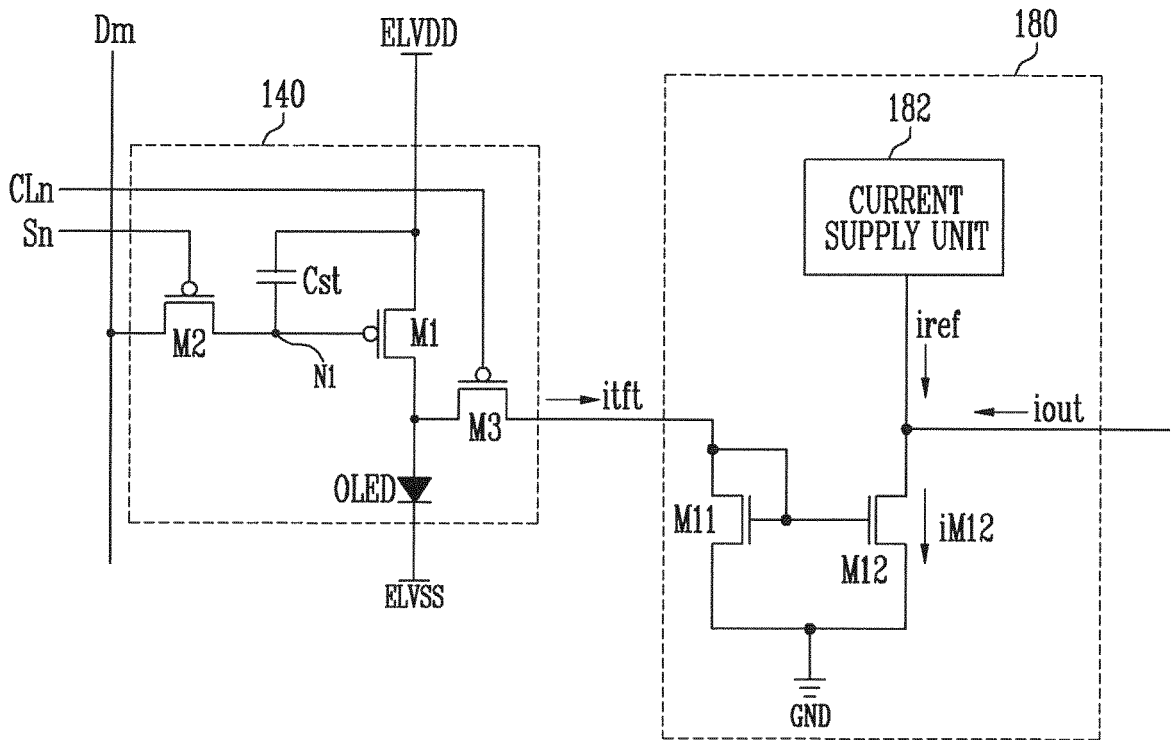 Dm
ELVDD
180
140
182
CLn
CURRENT
SUPPLY UNIT
Sn
Cst
M2
M1
iref
N1
itft
iout
M3
OLED
M11
iM12
M12
ELVSS
GND